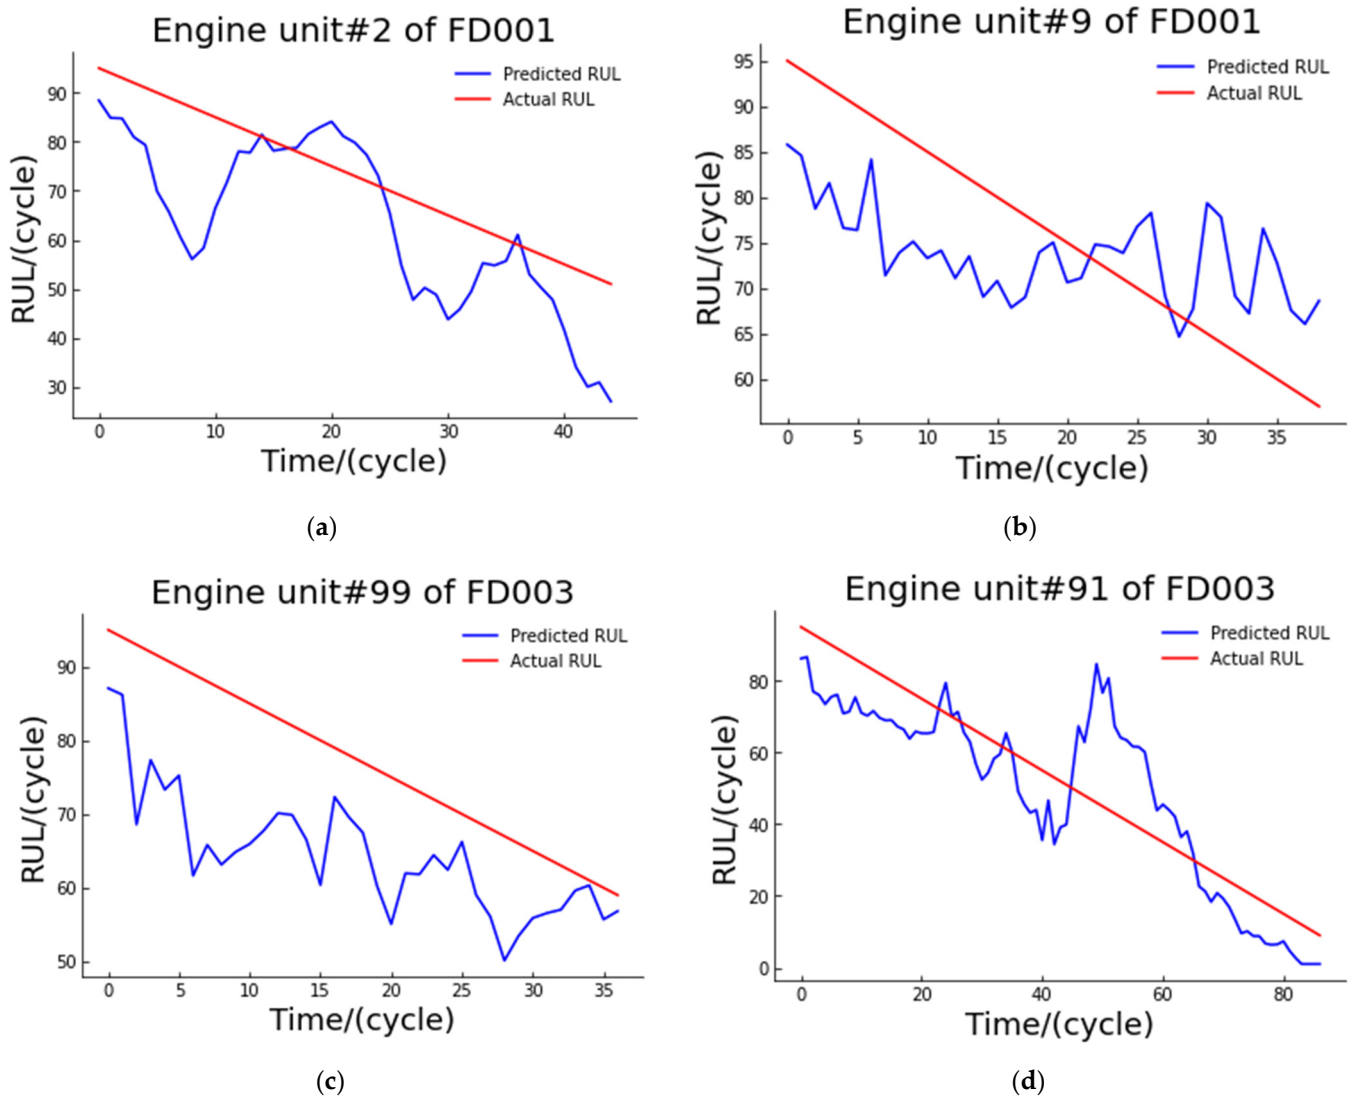 Engine unit#2 of FD001
Predicted RUL
Actual RUL
90
80
70
60
50
40
30
RUL/(cycle)
0 10 20 30 40
Time/(cycle)
(a)
Engine unit#9 of FD001
Predicted RUL
Actual RUL
95
90
85
80
75
70
65
60
RUL/(cycle)
0 5 10 15 20 25 30 35
Time/(cycle)
(b)
Engine unit#99 of FD003
Predicted RUL
Actual RUL
90
80
70
60
50
RUL/(cycle)
0 5 10 15 20 25 30 35
Time/(cycle)
(c)
Engine unit#91 of FD003
Predicted RUL
Actual RUL
80
60
40
20
0
RUL/(cycle)
0 20 40 60 80
Time/(cycle)
(d)